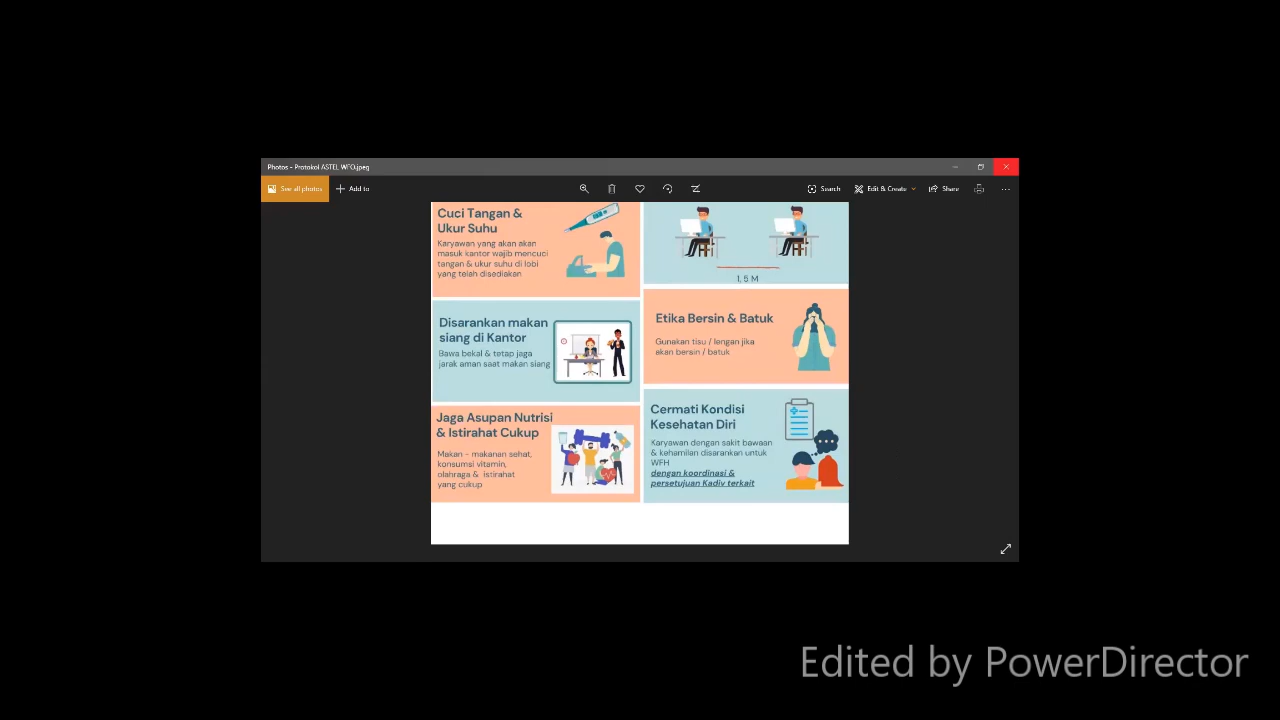 Photos - Protokol ASTEL WFO.jpeg
See all photos
Add to
Search
Edit & Create
Share
Cuci Tangan &
Ukur Suhu
Karyawan yang akan akan
masuk kantor wajib mencuci
tangan & ukur suhu di lobi
yang telah disediakan
1, 5 M
Disarankan makan
siang di Kantor
Bawa bekal & tetap jaga
jarak aman saat makan siang
Etika Bersin & Batuk
Gunakan tisu / lengan jika
akan bersin / batuk
Jaga Asupan Nutrisi
& Istirahat Cukup
Makan - makanan sehat,
konsumsi vitamin,
olahraga & istirahat
yang cukup
Cermati Kondisi
Kesehatan Diri
Karyawan dengan sakit bawaan
& kehamilan disarankan untuk
WFH
dengan koordinasi &
persetujuan Kadiv terkait
Edited by PowerDirector